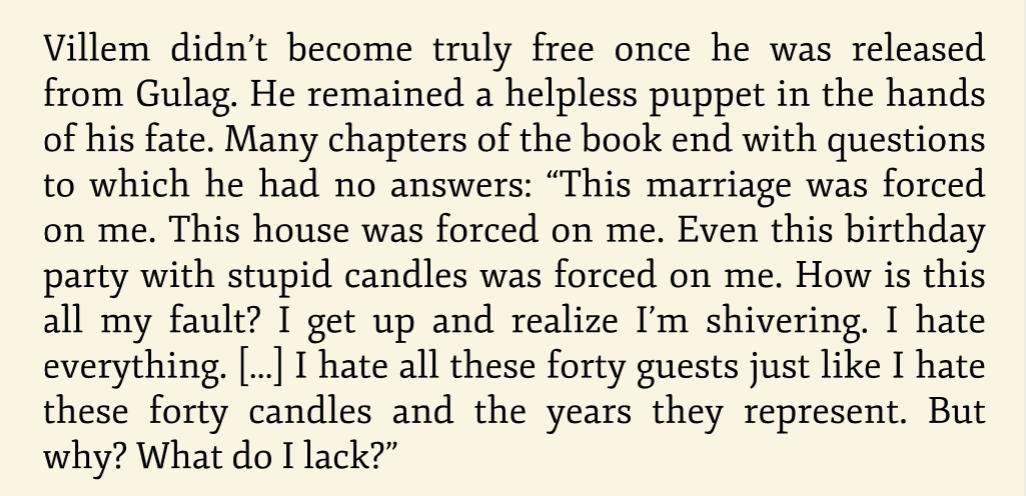 Villem didn’t become truly free once he was released
from Gulag. He remained a helpless puppet in the hands
of his fate. Many chapters of the book end with questions
to which he had no answers: “This marriage was forced
on me. This house was forced on me. Even this birthday
party with stupid candles was forced on me. How is this
all my fault? I get up and realize I’m shivering. I hate
everything. [...] I hate all these forty guests just like I hate
these forty candles and the years they represent. But
why? What do I lack?”